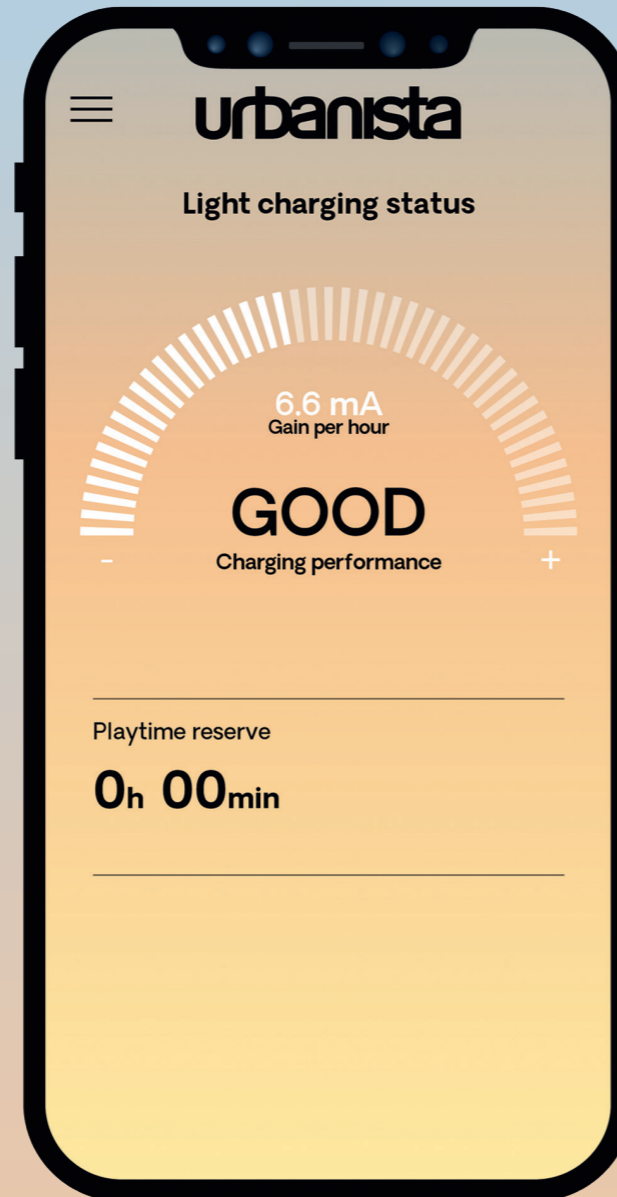 urbanista
Light charging status
6.6 mA
Gain per hour
GOOD
- Charging performance +
Playtime reserve
0h 00min